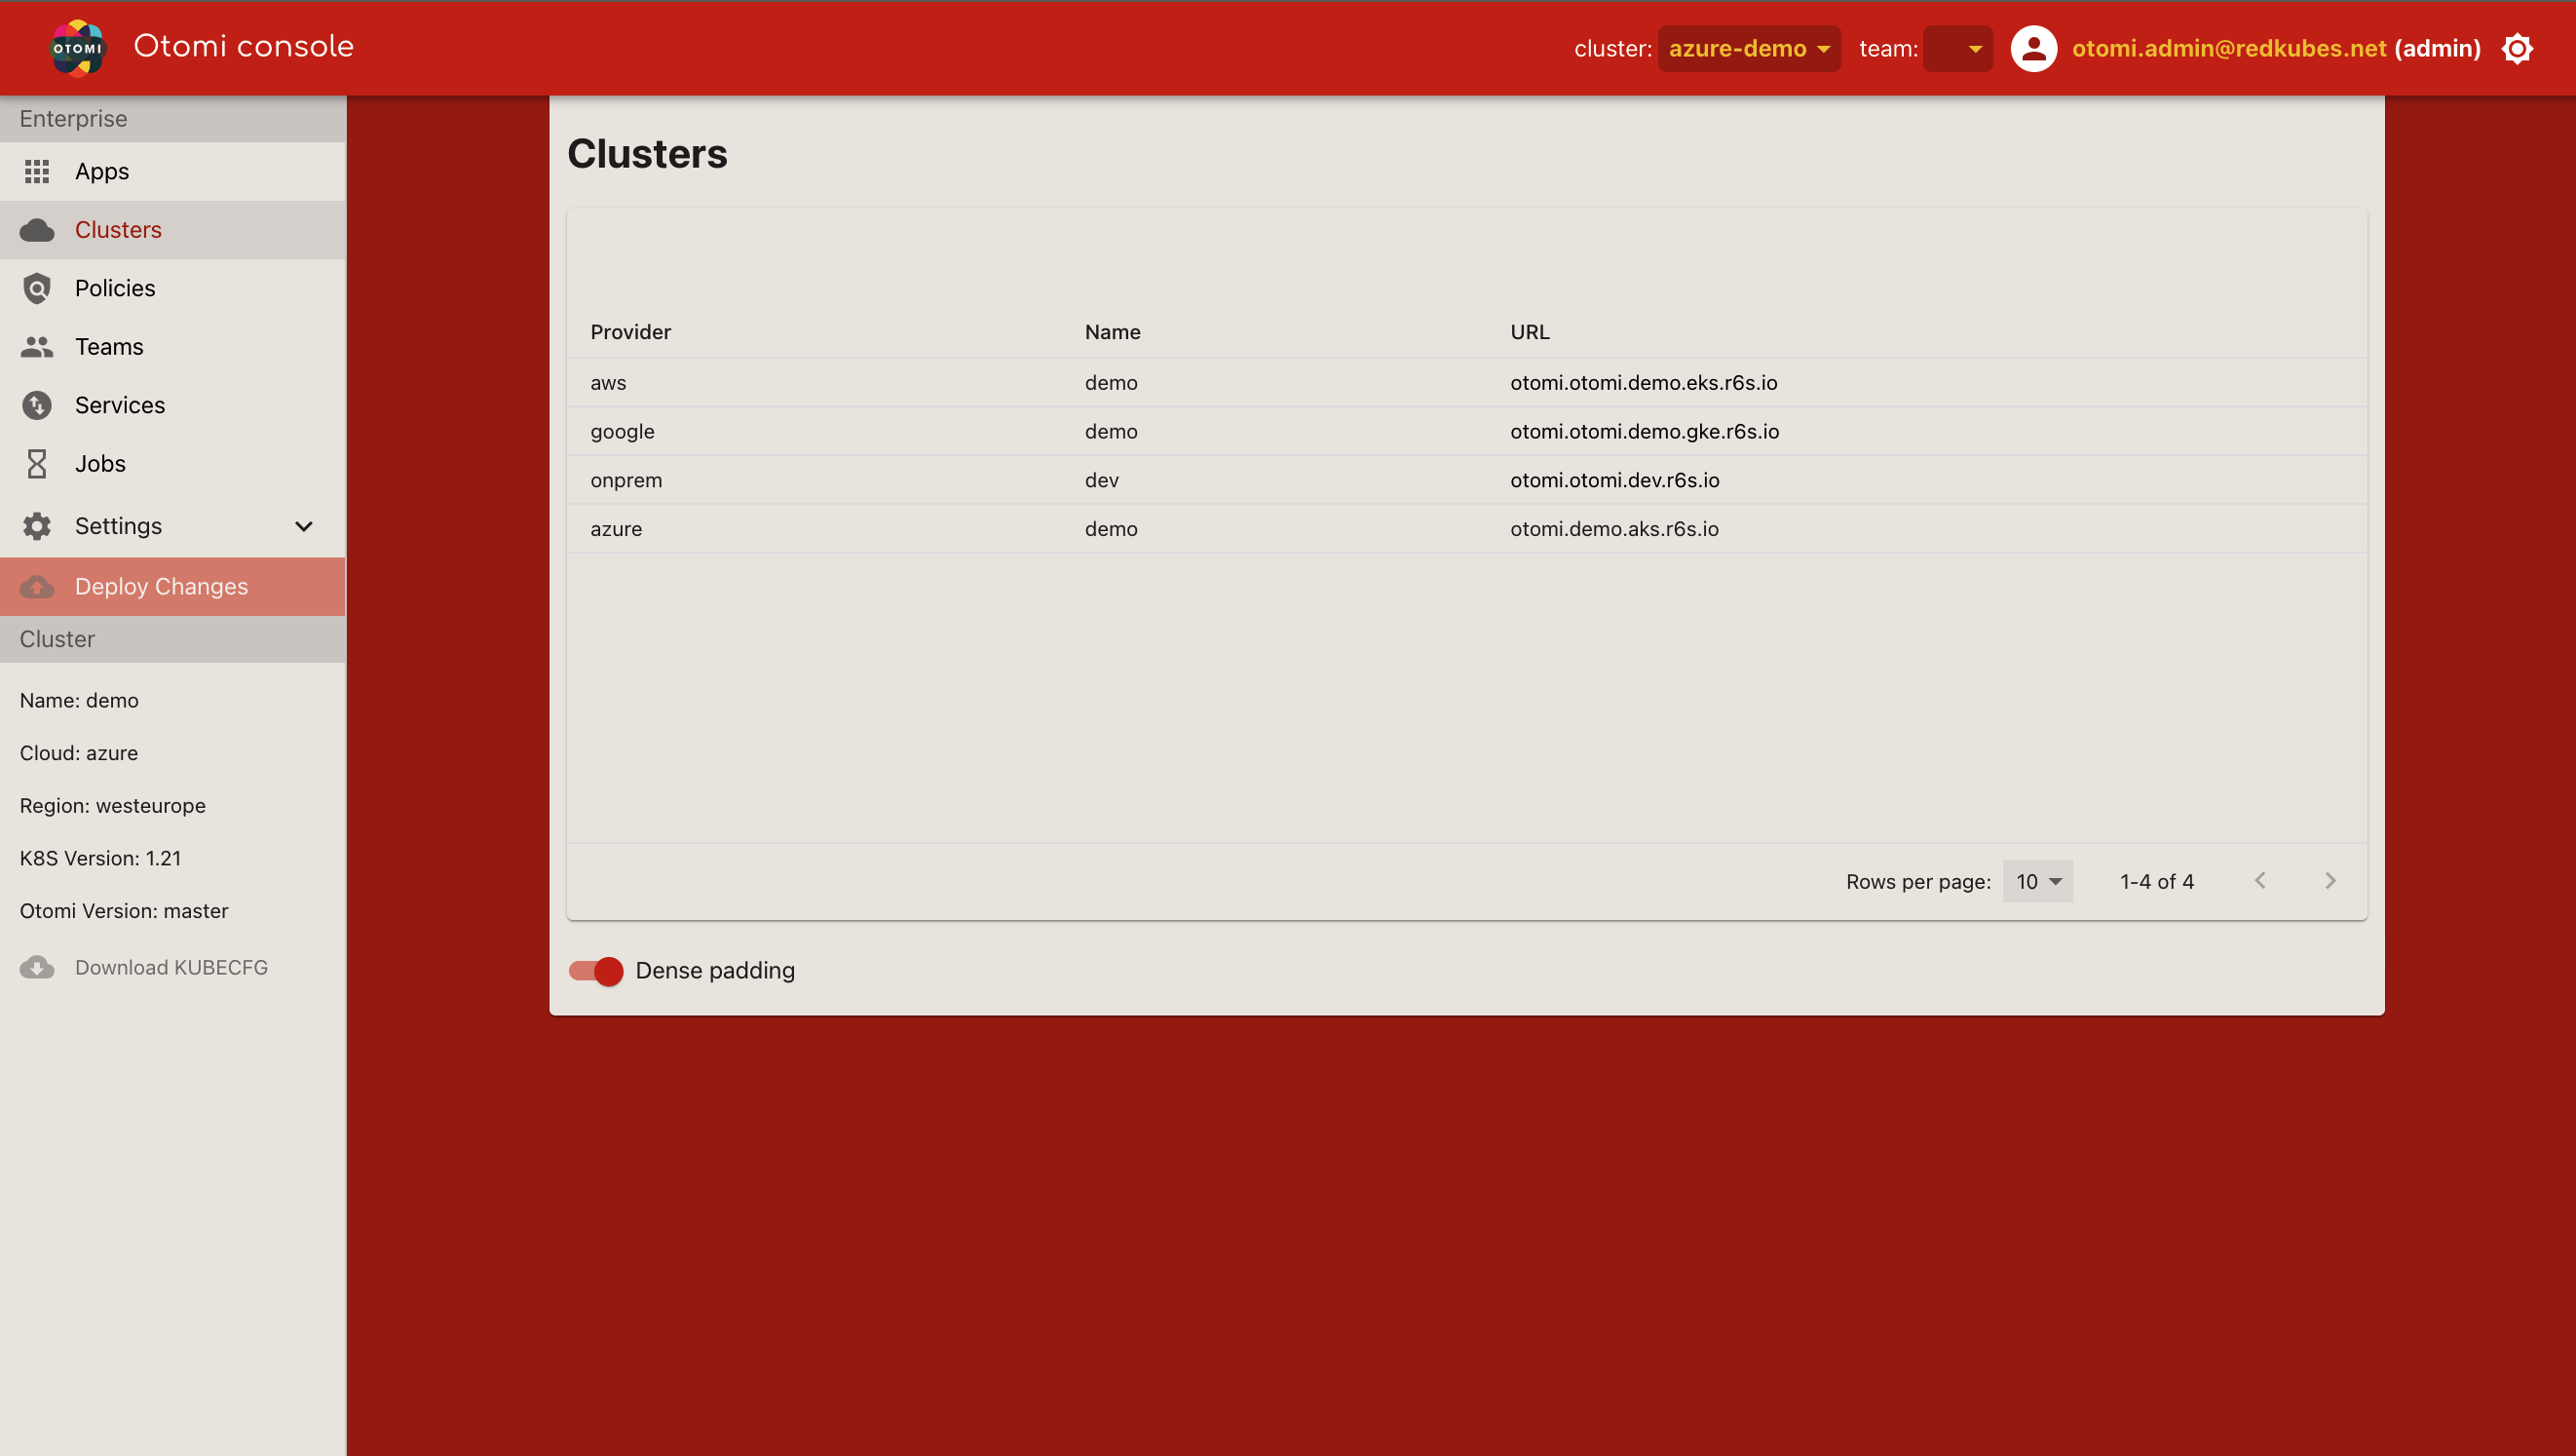 OTOMI
Otomi console
cluster: azure-demo team: otomi.admin@redkubes.net (admin)
Enterprise
Apps
Clusters
Policies
Teams
Services
Jobs
Settings
Deploy Changes
Cluster
Name: demo
Cloud: azure
Region: westeurope
K8S Version: 1.21
Otomi Version: master
Download KUBECFG
Clusters
Provider Name URL
aws demo otomi.otomi.demo.eks.r6s.io
google demo otomi.otomi.demo.gke.r6s.io
onprem dev otomi.otomi.dev.r6s.io
azure demo otomi.demo.aks.r6s.io
Rows per page: 10 1-4 of 4
Dense padding